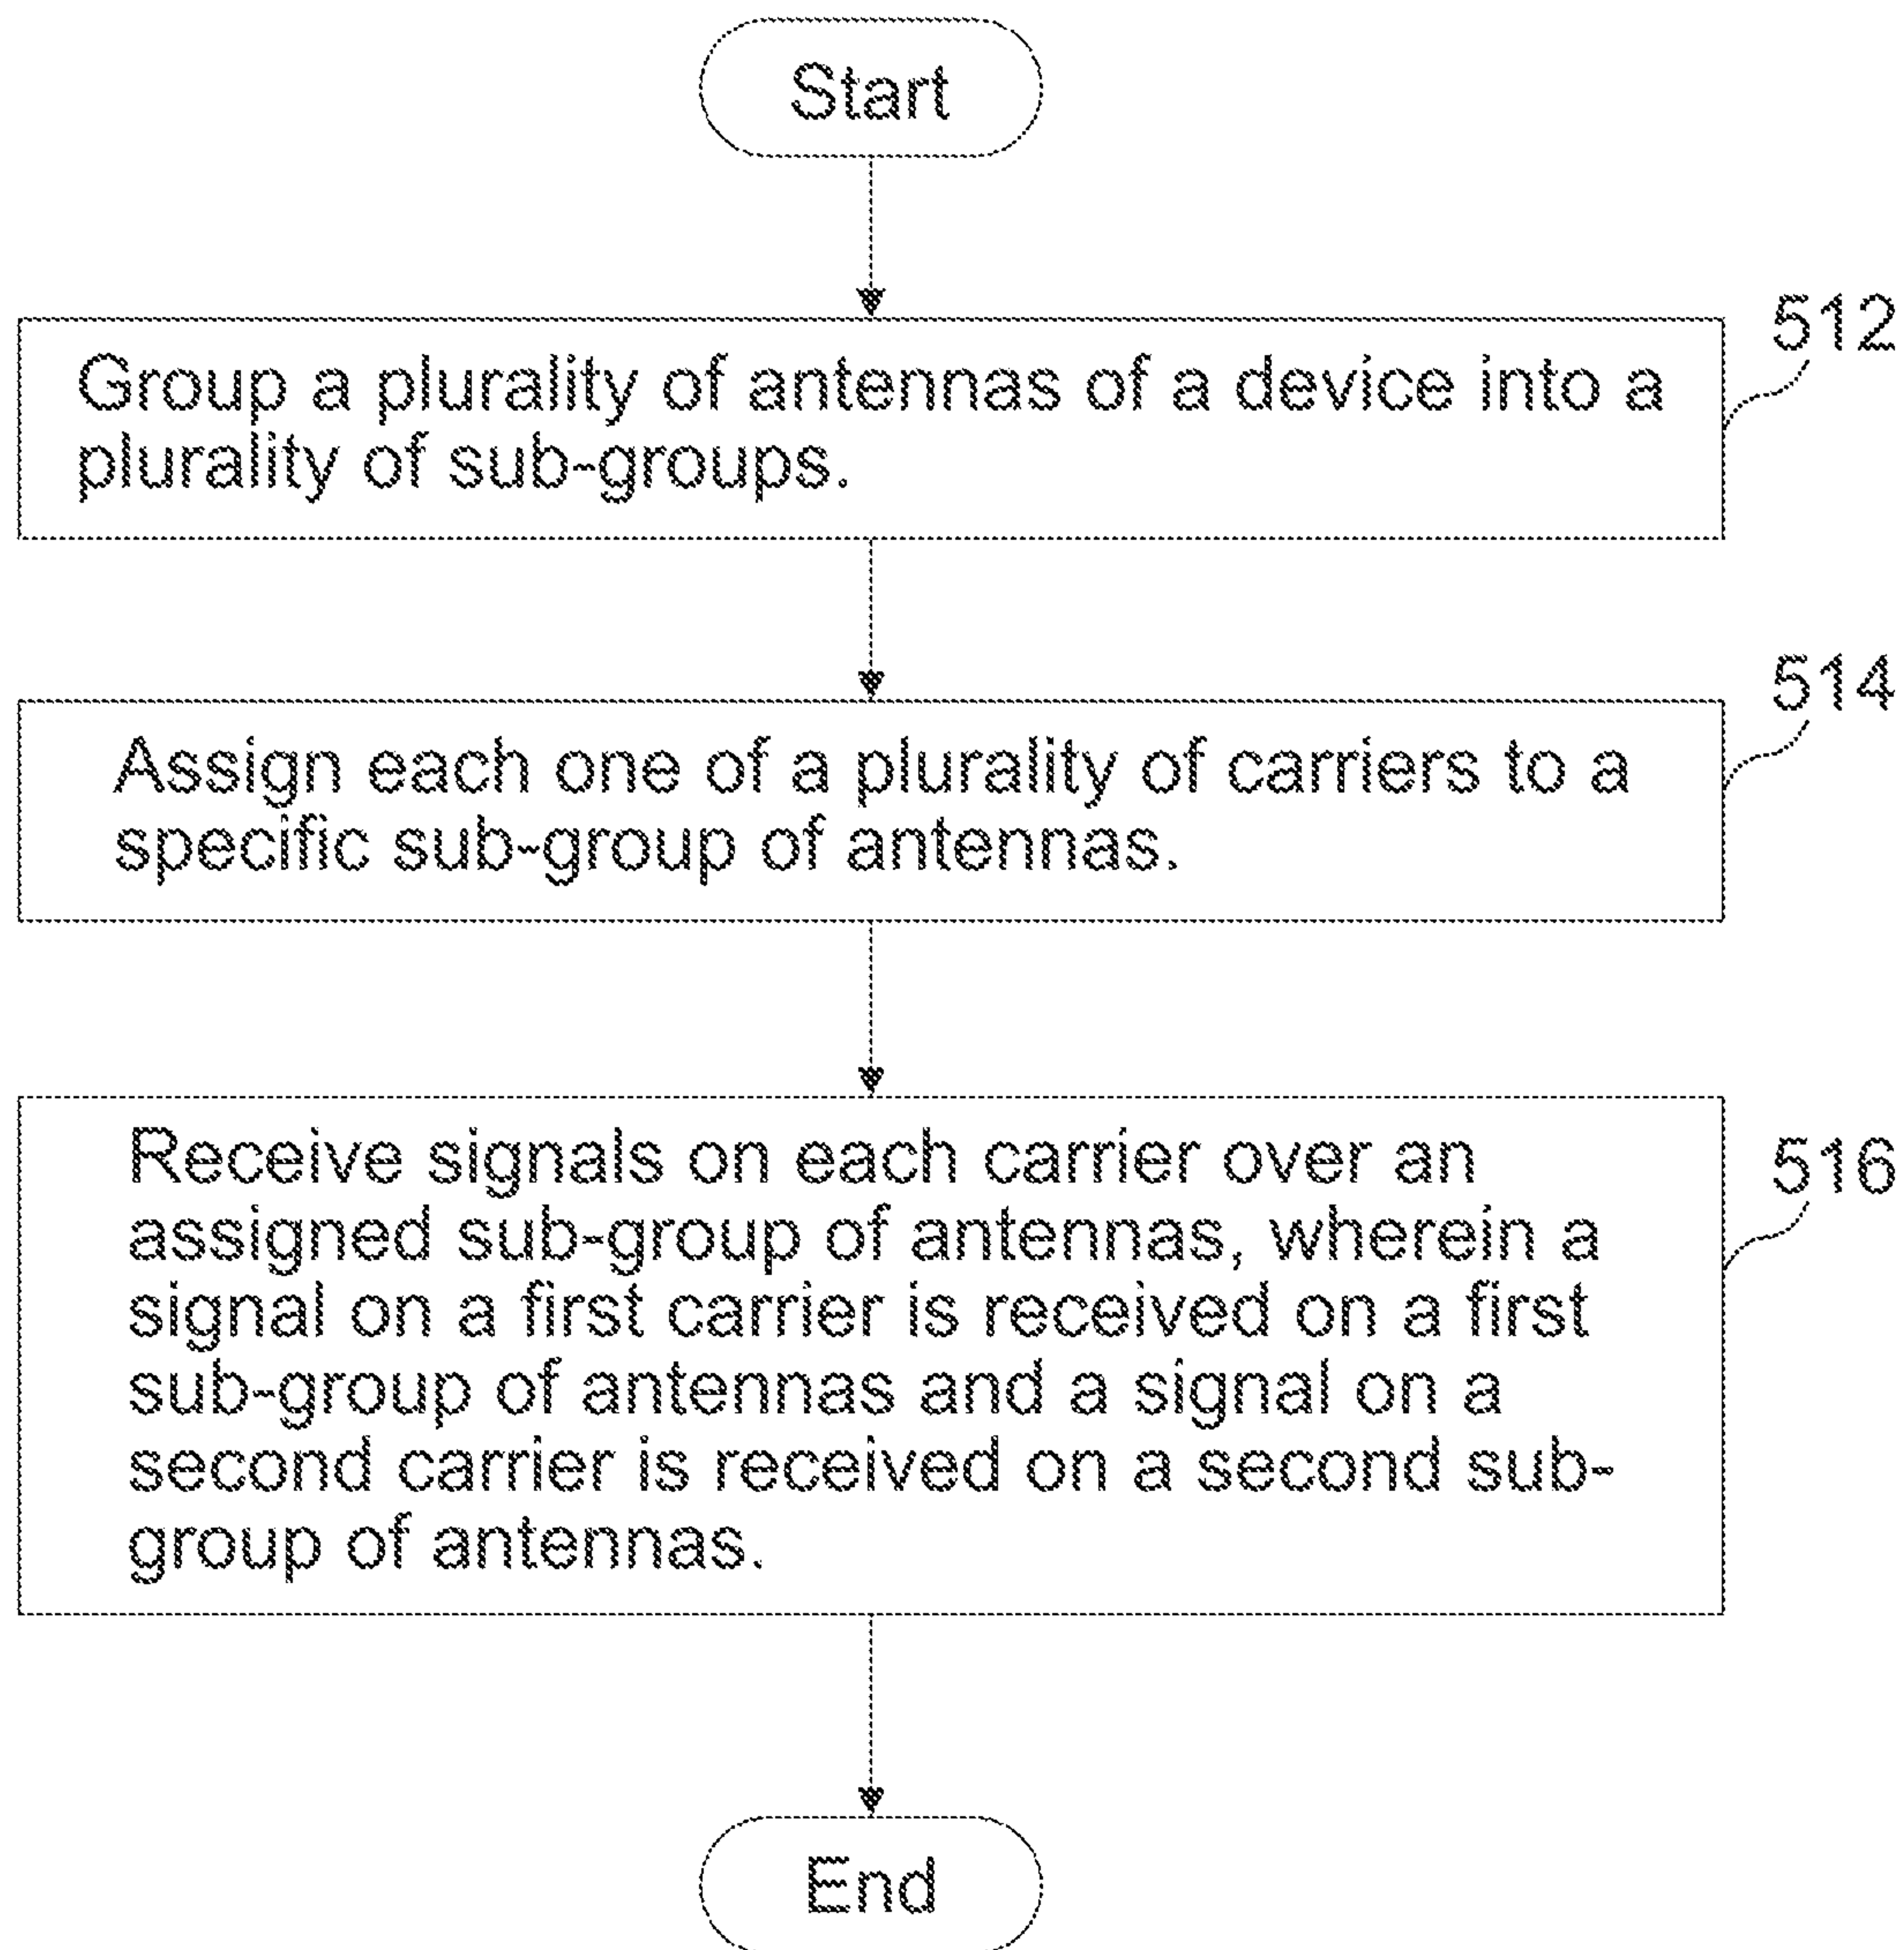 Start
512
Group a plurality of antennas of a device into a
plurality of sub-groups.
514
Assign each one of a plurality of carriers to a
specific sub-group of antennas.
516
Receive signals on each carrier over an
assigned sub-group of antennas, wherein a
signal on a first carrier is received on a first
sub-group of antennas and a signal on a
second carrier is received on a second sub-
group of antennas.
End